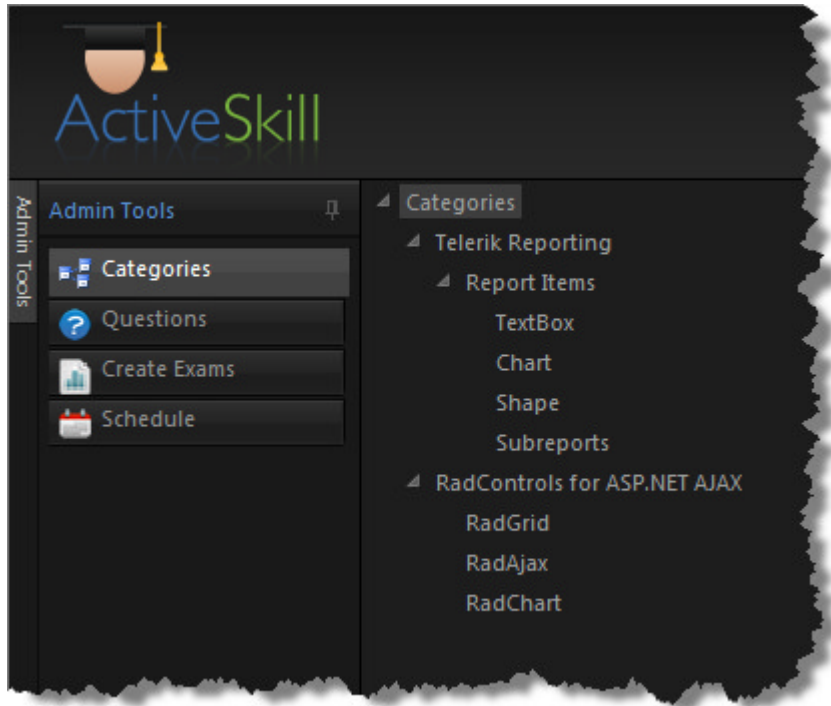 ActiveSkill
Admin Tools
Admin Tools
Categories
Questions
Create Exams
Schedule
Categories
Telerik Reporting
Report Items
TextBox
Chart
Shape
Subreports
RadControls for ASP.NET AJAX
RadGrid
RadAjax
RadChart